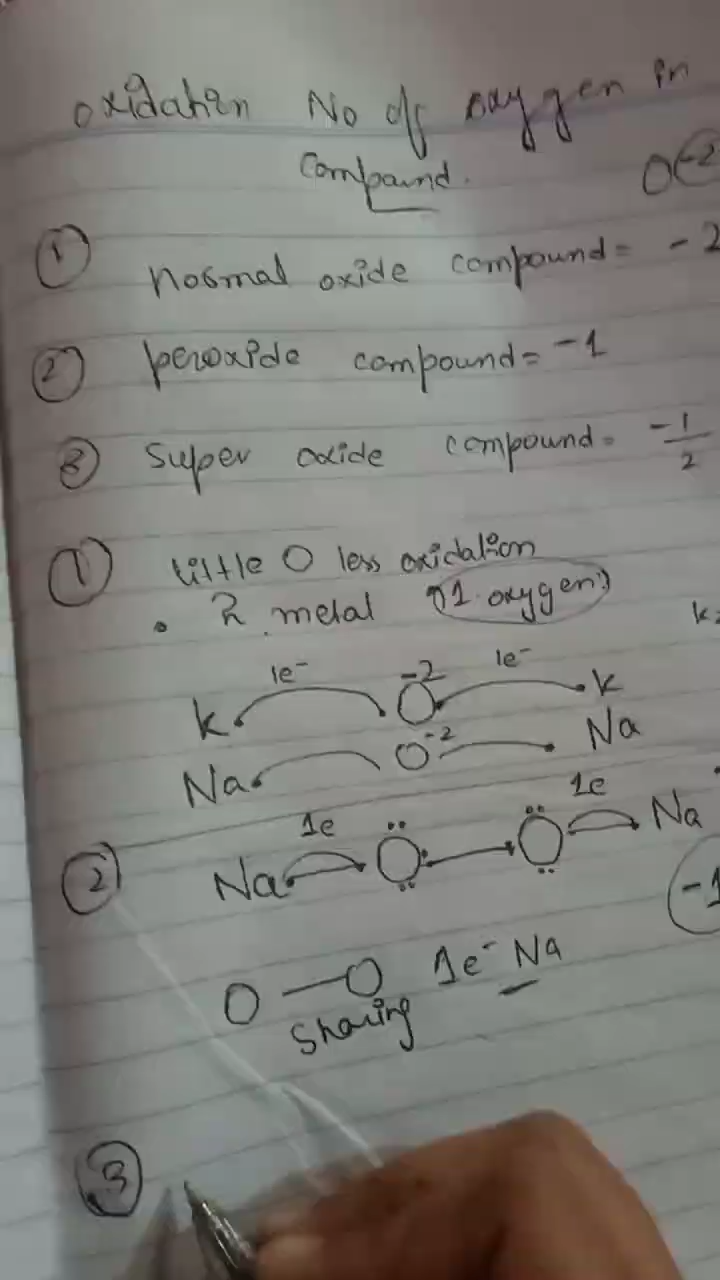 oxidation No of oxygen in
compound. O -2
① normal oxide compound = -2
② peroxide compound = -1
③ Super oxide compound = -1/2
① little O less oxidation
• 2 metal 1 oxygen
K 1e⁻ O⁻² 1e⁻ K
Na O⁻² Na
② Na 1e O O 1e Na
-1
O — O 1e⁻ Na
Sharing
③